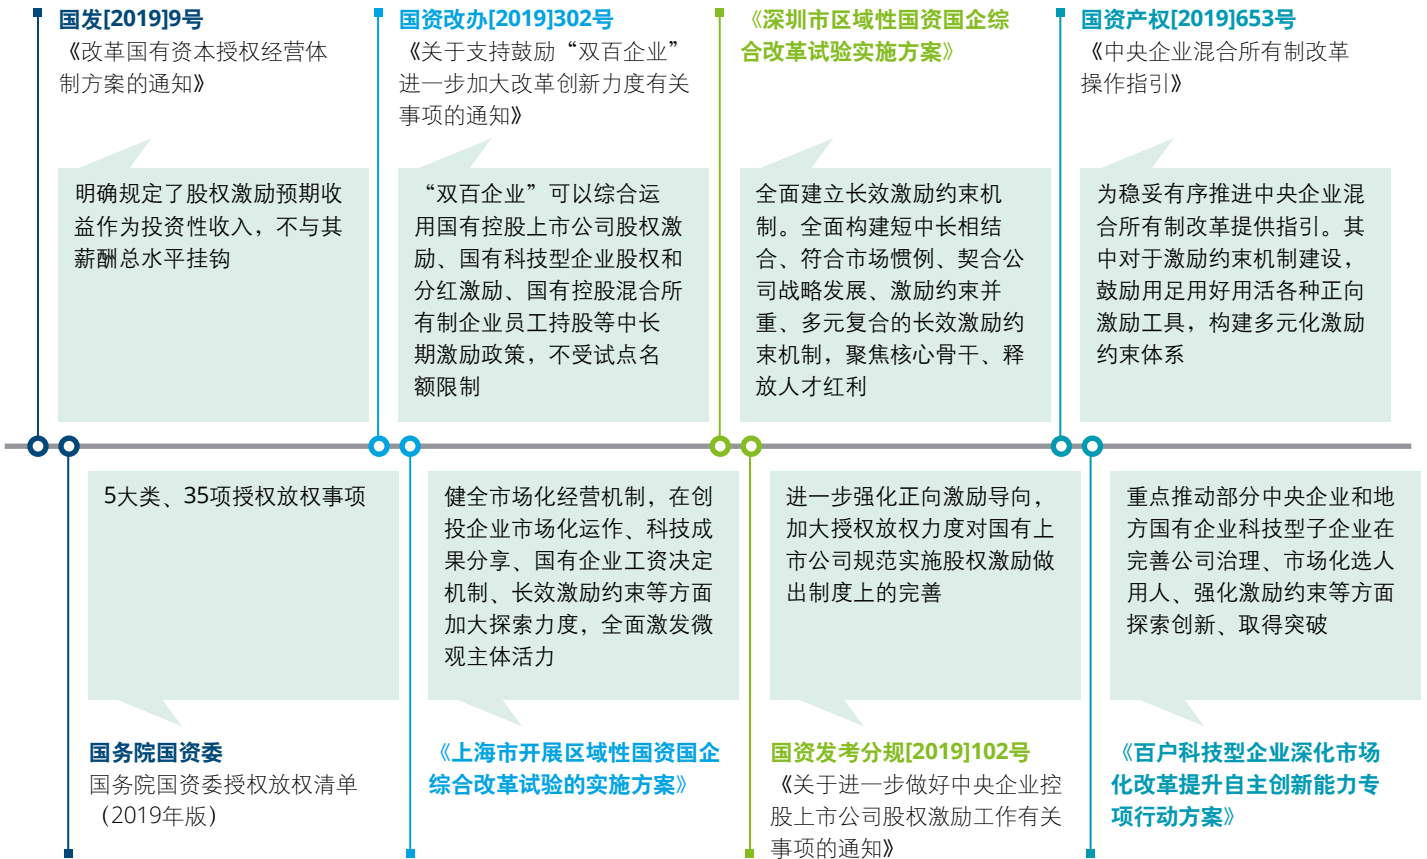 国发[2019]9号
《改革国有资本授权经营体
制方案的通知》
明确规定了股权激励预期收
益作为投资性收入，不与其
薪酬总水平挂钩
国资改办[2019]302号
《关于支持鼓励“双百企业”
进一步加大改革创新力度有关
事项的通知》
“双百企业”可以综合运
用国有控股上市公司股权激
励、国有科技型企业股权和
分红激励、国有控股混合所
有制企业员工持股等中长
期激励政策，不受试点名
额限制
《深圳市区域性国资国企综
合改革试验实施方案》
全面建立长效激励约束机
制。全面构建短中长相结
合、符合市场惯例、契合公
司战略发展、激励约束并
重、多元复合的长效激励约
束机制，聚焦核心骨干、释
放人才红利
国资产权[2019]653号
《中央企业混合所有制改革
操作指引》
为稳妥有序推进中央企业混
合所有制改革提供指引。其
中对于激励约束机制建设，
鼓励用足用好用活各种正向
激励工具，构建多元化激励
约束体系
5大类、35项授权放权事项
国务院国资委
国务院国资委授权放权清单
（2019年版）
健全市场化经营机制，在创
投企业市场化运作、科技成
果分享、国有企业工资决定
机制、长效激励约束等方面
加大探索力度，全面激发微
观主体活力
《上海市开展区域性国资国企
综合改革试验的实施方案》
进一步强化正向激励导向，
加大授权放权力度对国有上
市公司规范实施股权激励做
出制度上的完善
国资发考分规[2019]102号
《关于进一步做好中央企业控
股上市公司股权激励工作有关
事项的通知》
重点推动部分中央企业和地
方国有企业科技型子企业在
完善公司治理、市场化选人
用人、强化激励约束等方面
探索创新、取得突破
《百户科技型企业深化市场
化改革提升自主创新能力专
项行动方案》